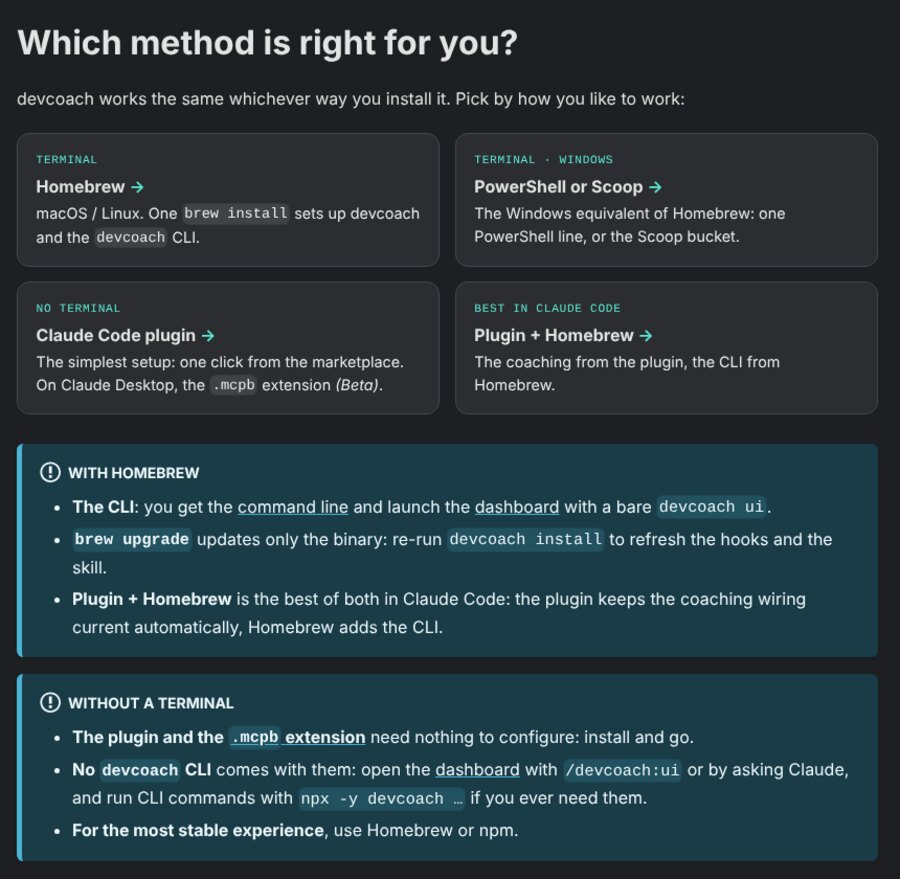 Which method is right for you?
devcoach works the same whichever way you install it. Pick by how you like to work:
TERMINAL
Homebrew →
macOS / Linux. One brew install sets up devcoach
and the devcoach CLI.
TERMINAL · WINDOWS
PowerShell or Scoop →
The Windows equivalent of Homebrew: one
PowerShell line, or the Scoop bucket.
NO TERMINAL
Claude Code plugin →
The simplest setup: one click from the marketplace.
On Claude Desktop, the .mcpb extension (Beta).
BEST IN CLAUDE CODE
Plugin + Homebrew →
The coaching from the plugin, the CLI from
Homebrew.
WITH HOMEBREW
• The CLI: you get the command line and launch the dashboard with a bare devcoach ui.
• brew upgrade updates only the binary: re-run devcoach install to refresh the hooks and the
skill.
• Plugin + Homebrew is the best of both in Claude Code: the plugin keeps the coaching wiring
current automatically, Homebrew adds the CLI.
WITHOUT A TERMINAL
• The plugin and the .mcpb extension need nothing to configure: install and go.
• No devcoach CLI comes with them: open the dashboard with /devcoach:ui or by asking Claude,
and run CLI commands with npx -y devcoach … if you ever need them.
• For the most stable experience, use Homebrew or npm.